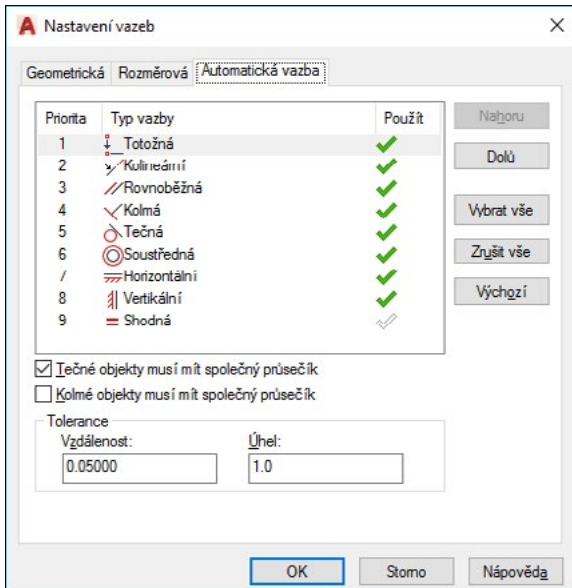 Nastavení vazeb
Geometrická Rozměrová Automatická vazba
Priorita Typ vazby Použít
1 Totožná
2 Kolineární
3 Rovnoběžná
4 Kolmá
5 Tečná
6 Soustředná
7 Horizontální
8 Vertikální
9 Shodná
Nahoru
Dolů
Vybrat vše
Zrušit vše
Výchozí
Tečné objekty musí mít společný průsečík
Kolmé objekty musí mít společný průsečík
Tolerance
Vzdálenost: Úhel:
0.05000 1.0
OK Storno Nápověda